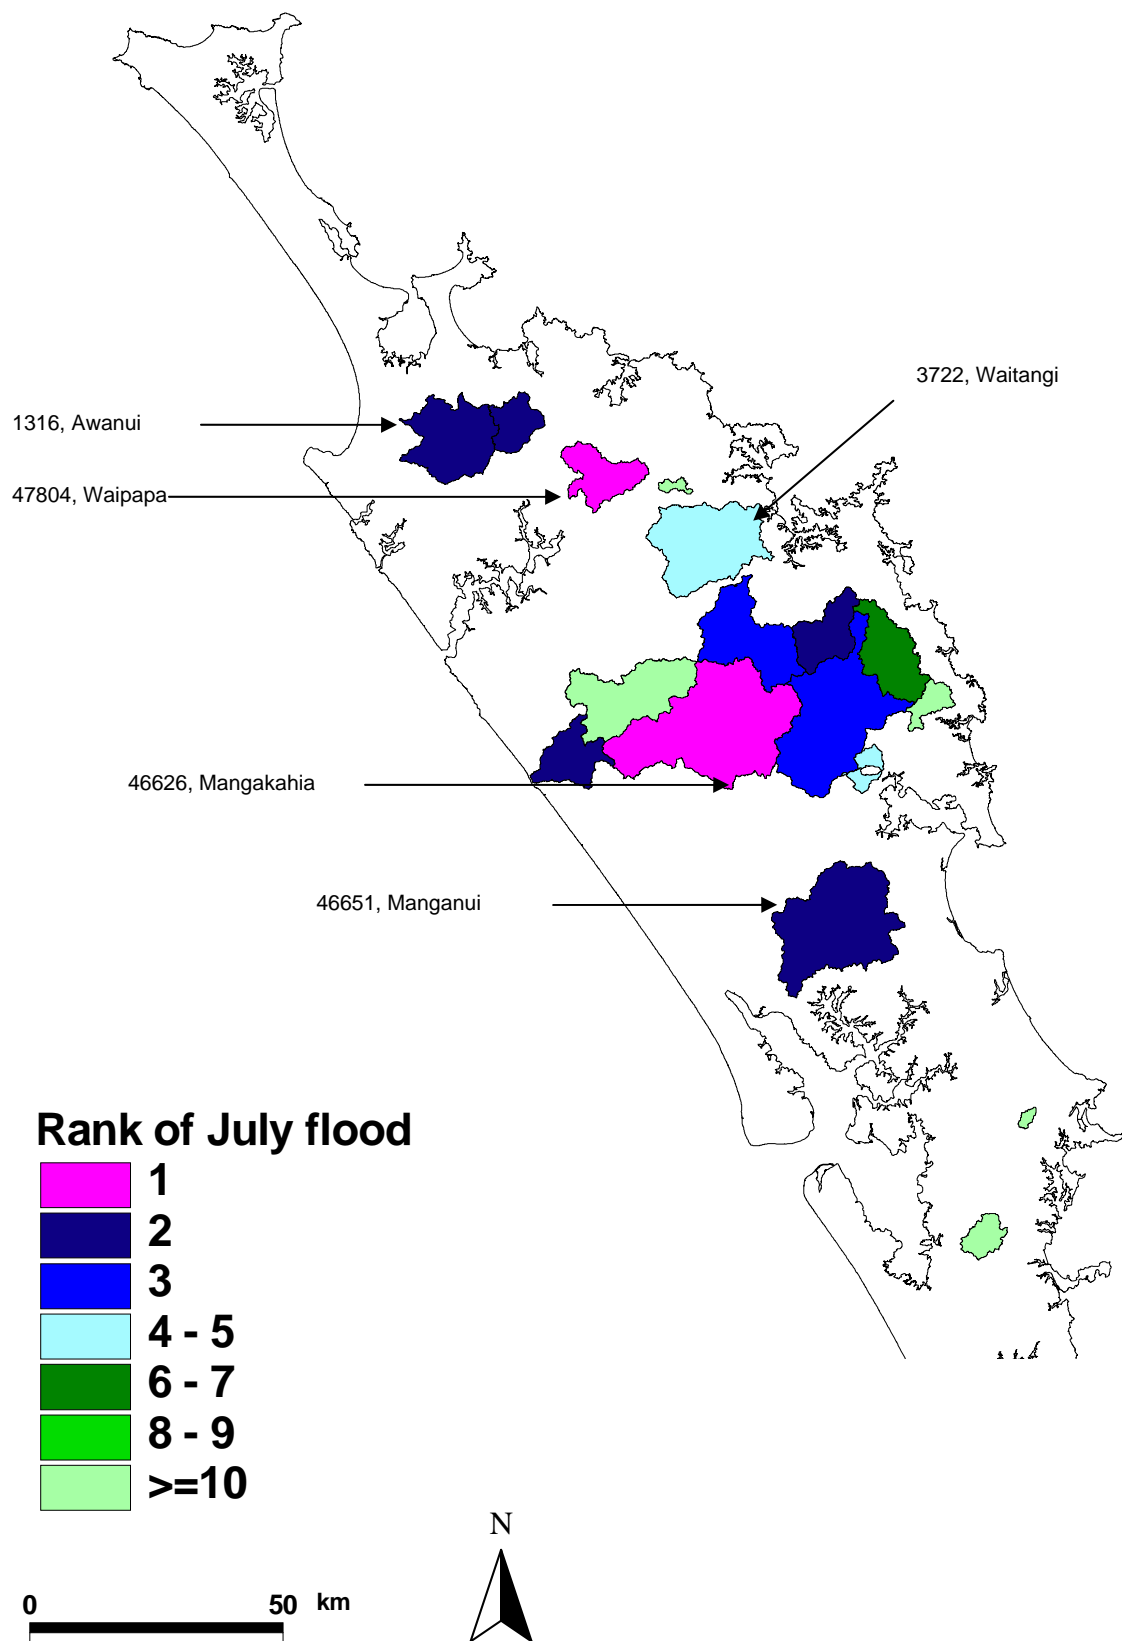 3722, Waitangi
1316, Awanui
47804, Waipapa
46626, Mangakahia
46651, Manganui
Rank of July flood
1
2
3
4 - 5
6 - 7
8 - 9
>=10
N
0 50 km